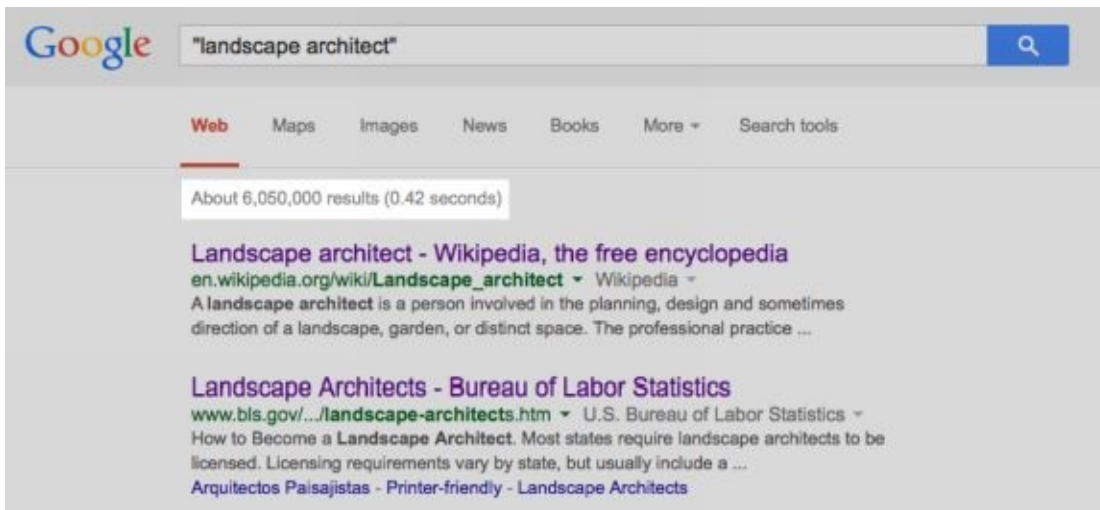 Google "landscape architect"
Web Maps Images News Books More Search tools
About 6,050,000 results (0.42 seconds)
Landscape architect - Wikipedia, the free encyclopedia
en.wikipedia.org/wiki/Landscape_architect Wikipedia
A landscape architect is a person involved in the planning, design and sometimes
direction of a landscape, garden, or distinct space. The professional practice ...
Landscape Architects - Bureau of Labor Statistics
www.bls.gov/.../landscape-architects.htm U.S. Bureau of Labor Statistics
How to Become a Landscape Architect. Most states require landscape architects to be
licensed. Licensing requirements vary by state, but usually include a ...
Arquitectos Paisajistas - Printer-friendly - Landscape Architects